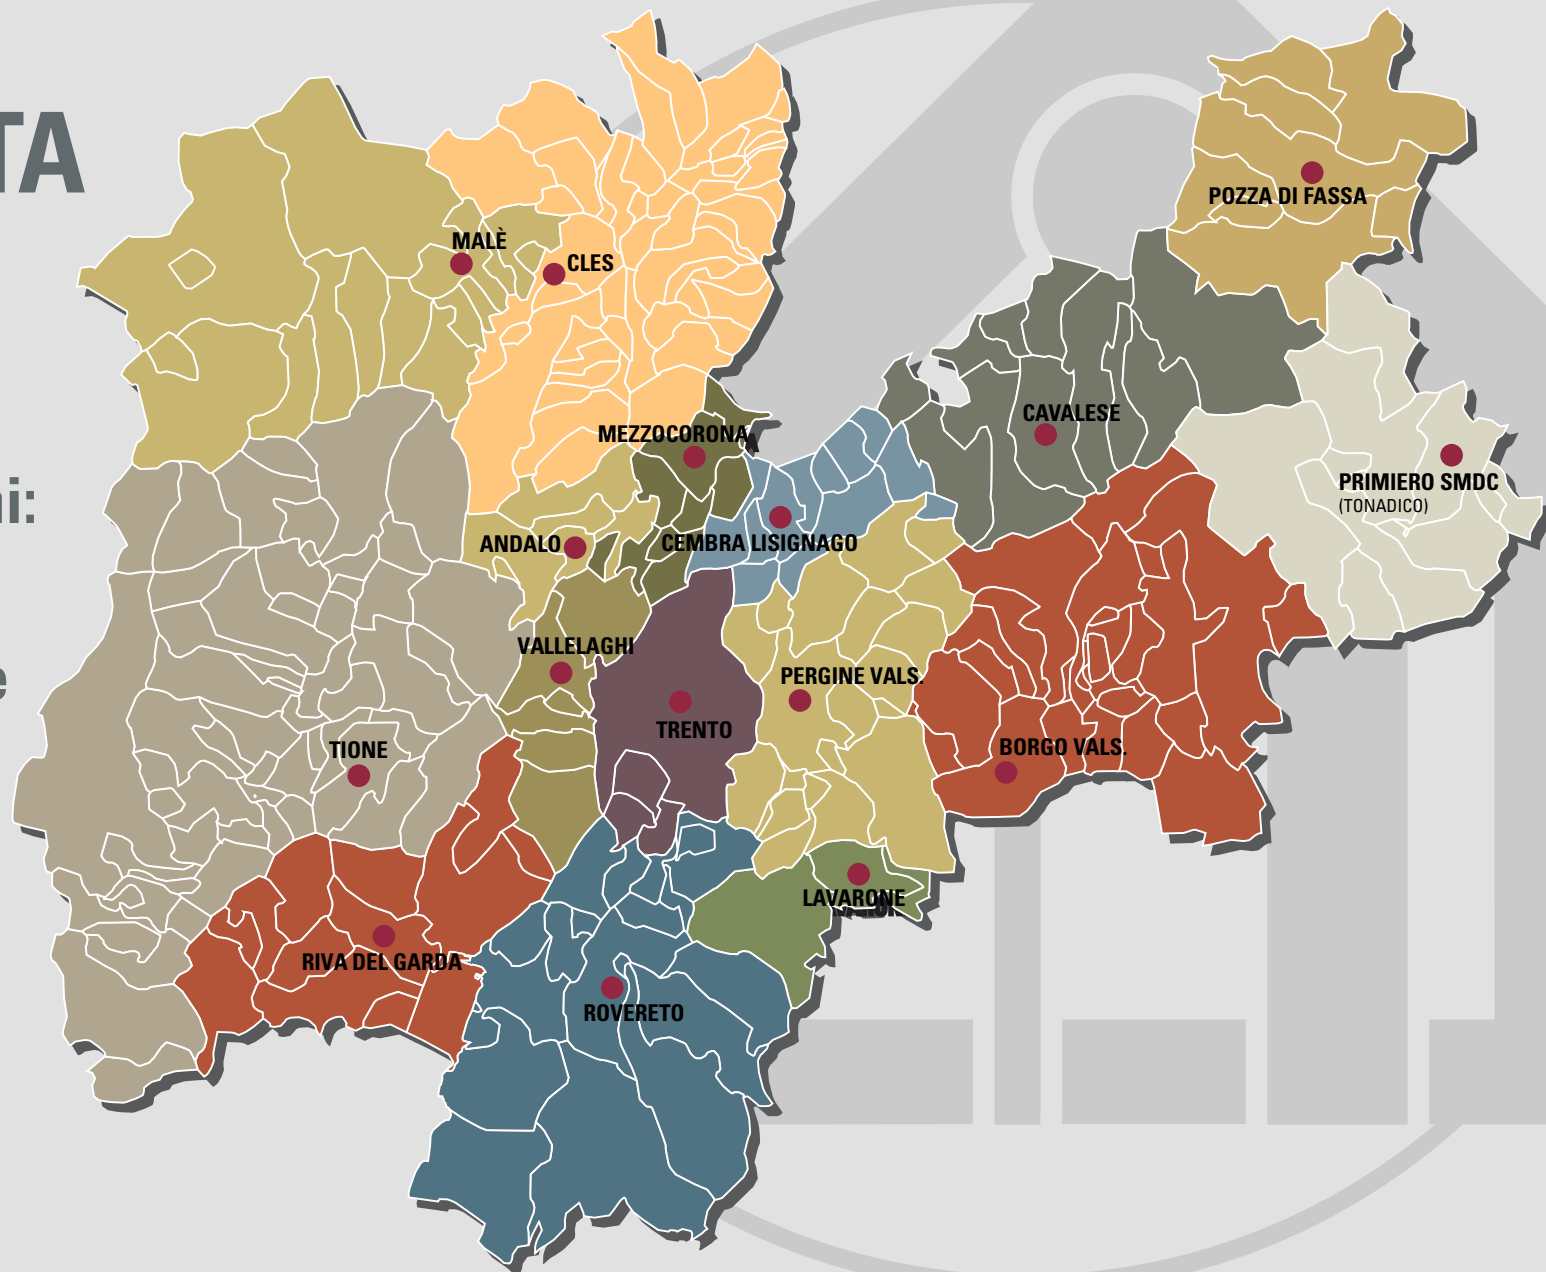 TA
ni:
e
POZZA DI FASSA
MALÈ
CLES
CAVALESE
MEZZOCORONA
PRIMIERO SMDC
(TONADICO)
ANDALO
CEMBRA LISIGNAGO
VALLELAGHI
PERGINE VALS.
TRENTO
TIONE
BORGO VALS.
LAVARONE
RIVA DEL GARDA
ROVERETO